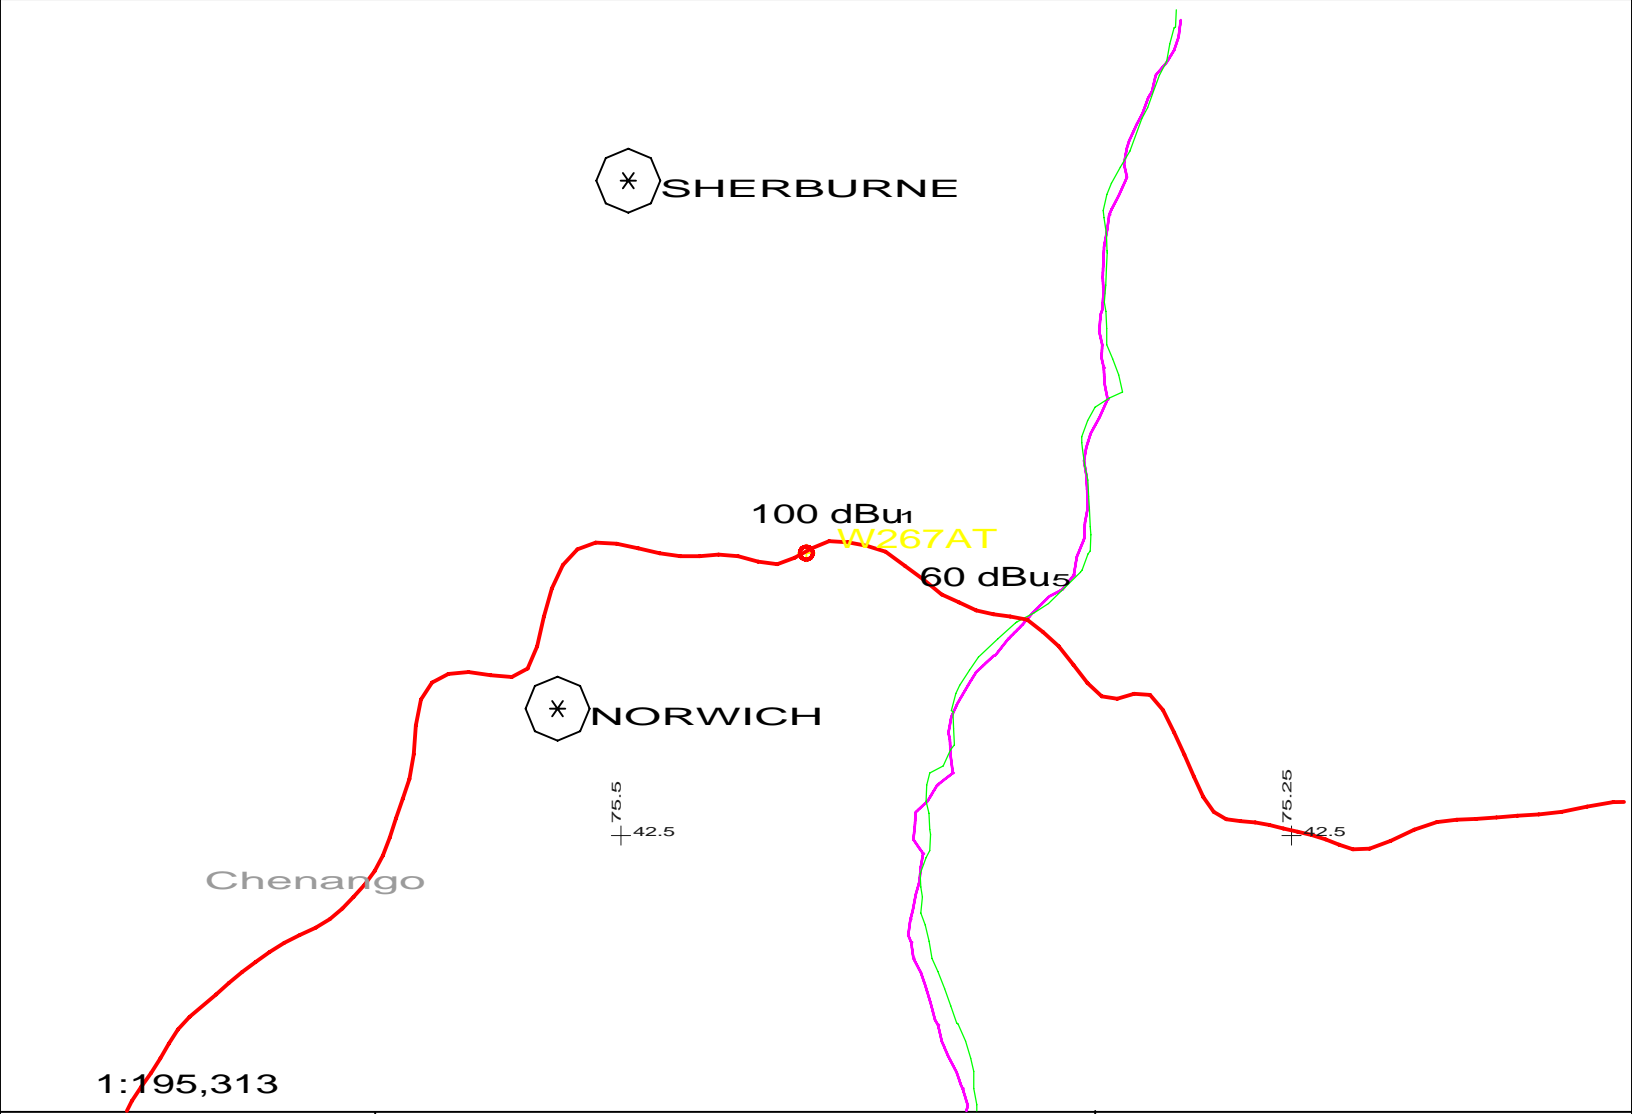 SHERBURNE
100 dBu1
W267AT
60 dBu5
NORWICH
75.5
42.5
75.25
42.5
Chenango
1:195,313